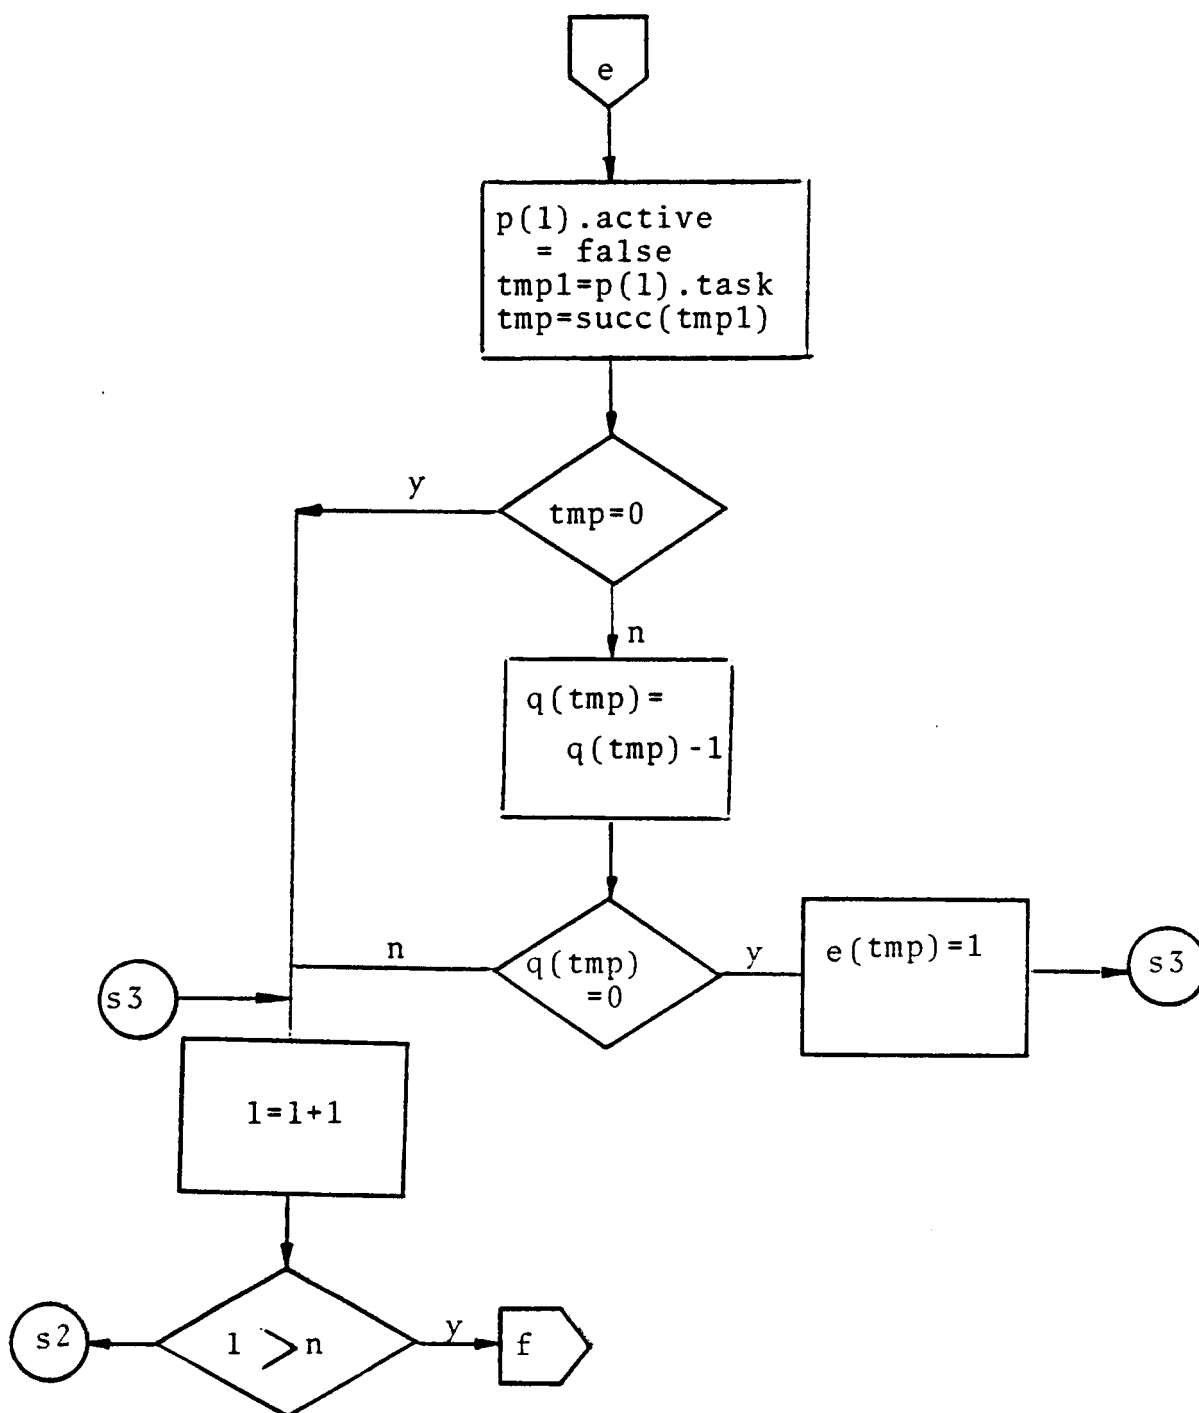 e
p(l).active
= false
tmp1=p(l).task
tmp=succ(tmp1)
y
tmp=0
n
q(tmp)=
q(tmp)-1
n
q(tmp)
=0
y
e(tmp)=1
s3
s3
l=l+1
s2
l > n
y
f